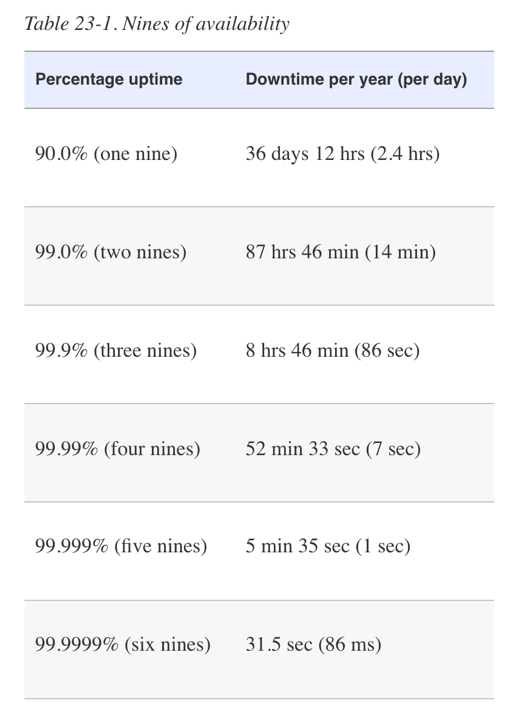 Table 23-1. Nines of availability
Percentage uptime Downtime per year (per day)
90.0% (one nine) 36 days 12 hrs (2.4 hrs)
99.0% (two nines) 87 hrs 46 min (14 min)
99.9% (three nines) 8 hrs 46 min (86 sec)
99.99% (four nines) 52 min 33 sec (7 sec)
99.999% (five nines) 5 min 35 sec (1 sec)
99.9999% (six nines) 31.5 sec (86 ms)